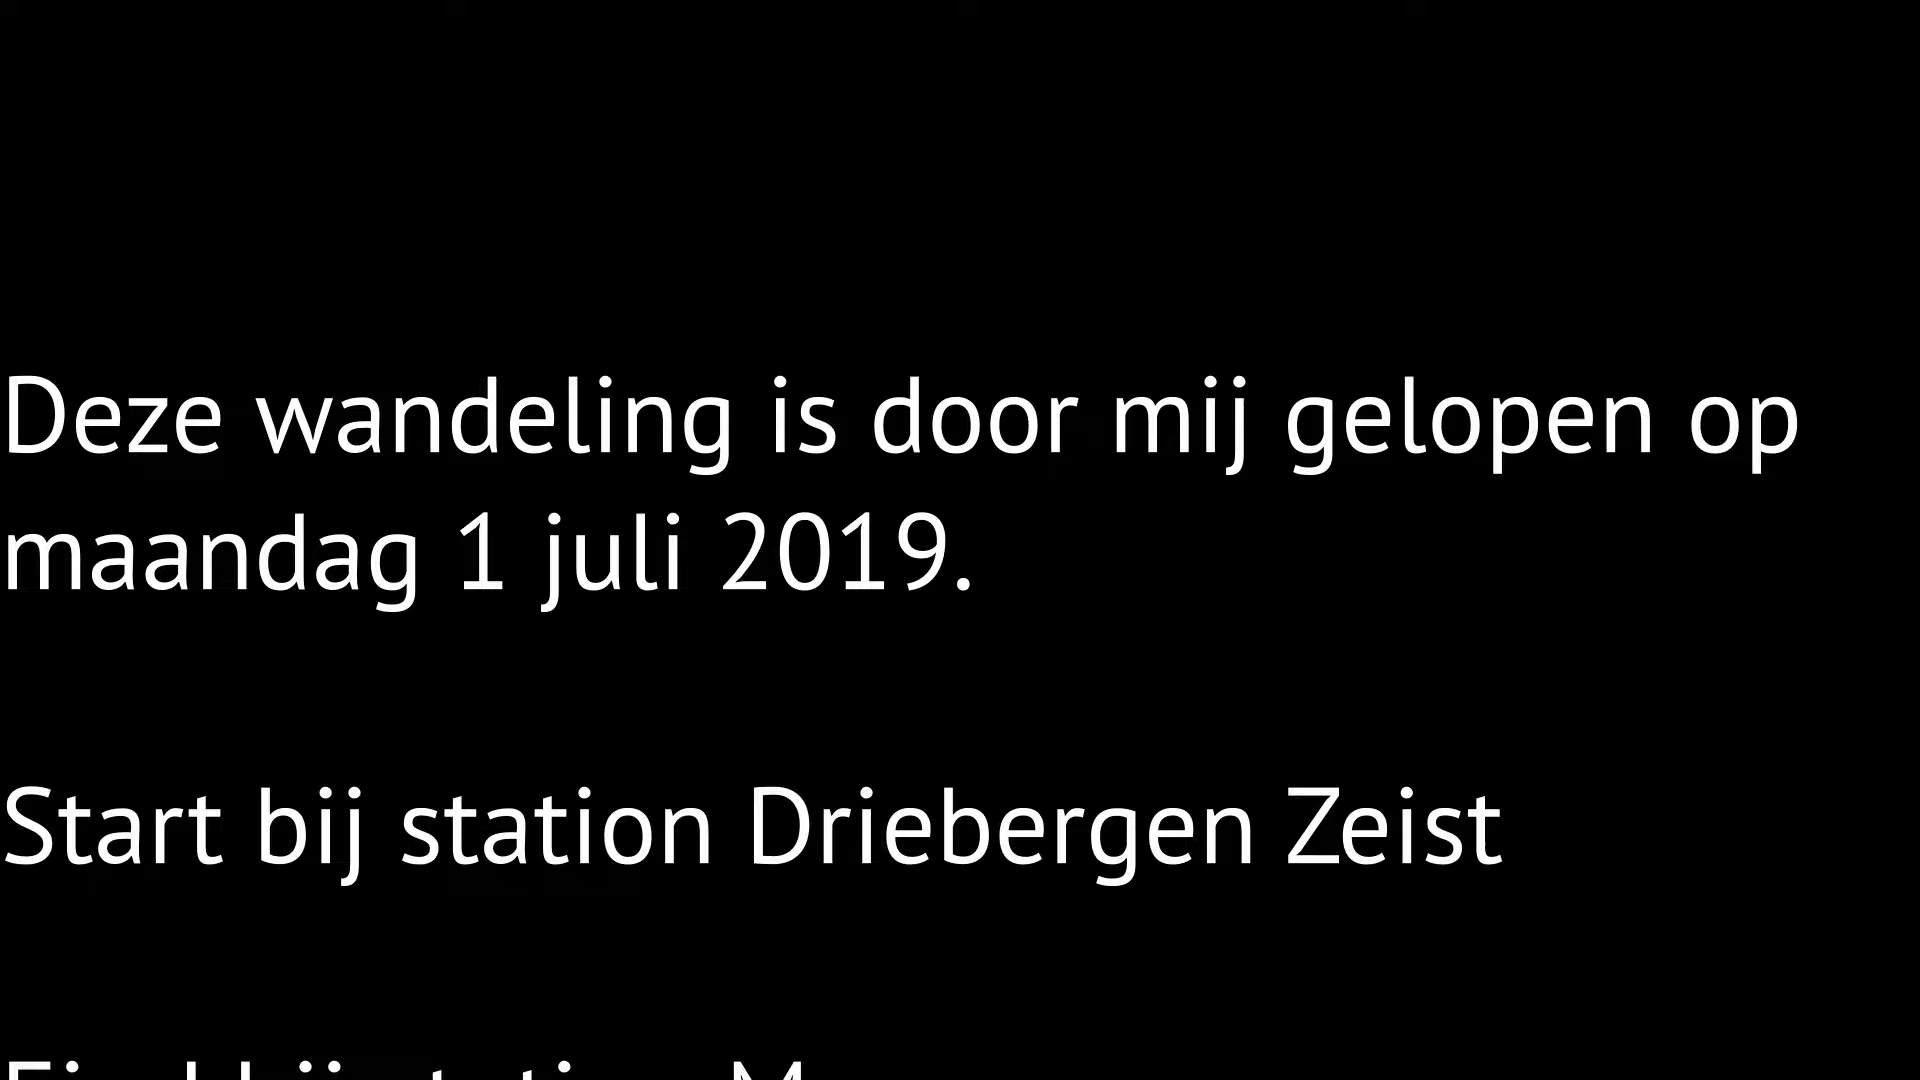 Deze wandeling is door mij gelopen op
maandag 1 juli 2019.
Start bij station Driebergen Zeist